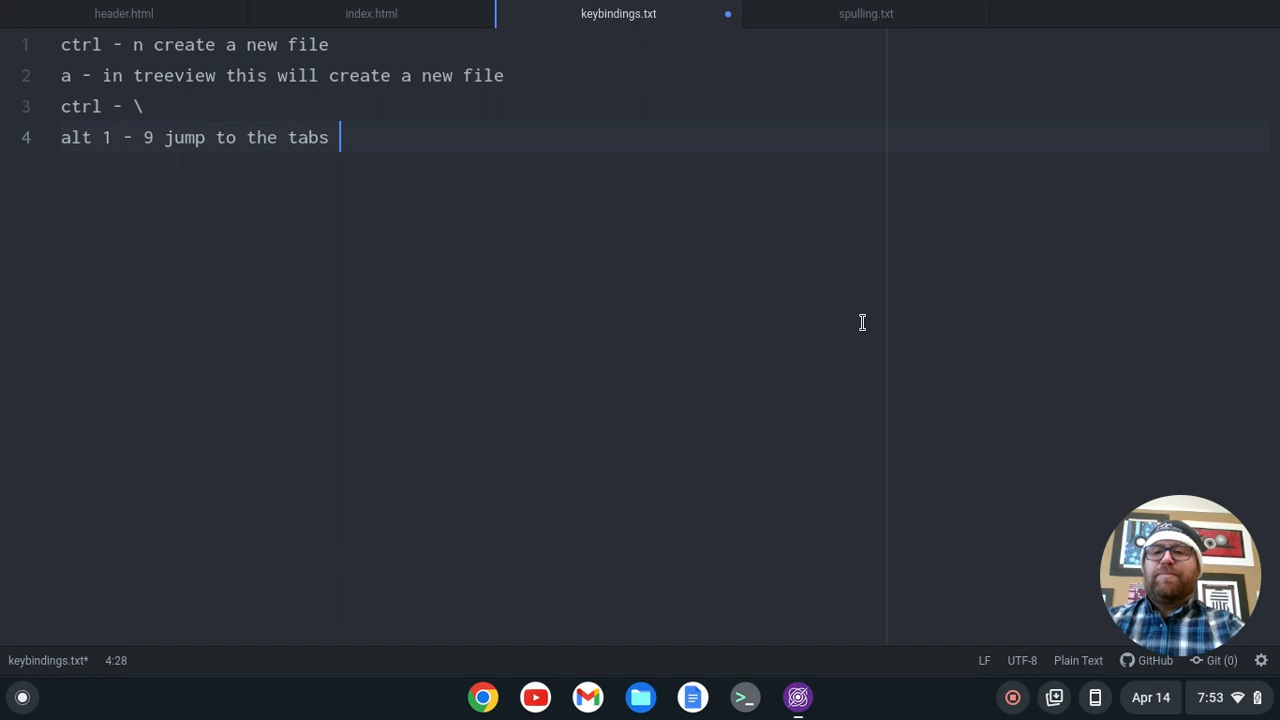 header.html
index.html
keybindings.txt
spulling.txt
1 ctrl - n create a new file
2 a - in treeview this will create a new file
3 ctrl - \
4 alt 1 - 9 jump to the tabs
keybindings.txt* 4:28 LF UTF-8 Plain Text GitHub Git (0)
Apr 14 7:53